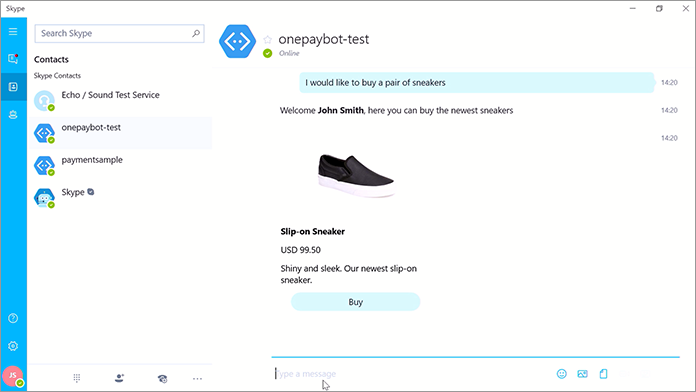 Skype
Search Skype
Contacts
Skype Contacts
Echo / Sound Test Service
onepaybot-test
paymentsample
Skype
JS
onepaybot-test
Online
I would like to buy a pair of sneakers
14:20
Welcome John Smith, here you can buy the newest sneakers
14:20
14:20
Slip-on Sneaker
USD 99.50
Shiny and sleek. Our newest slip-on
sneaker.
Buy
Type a message